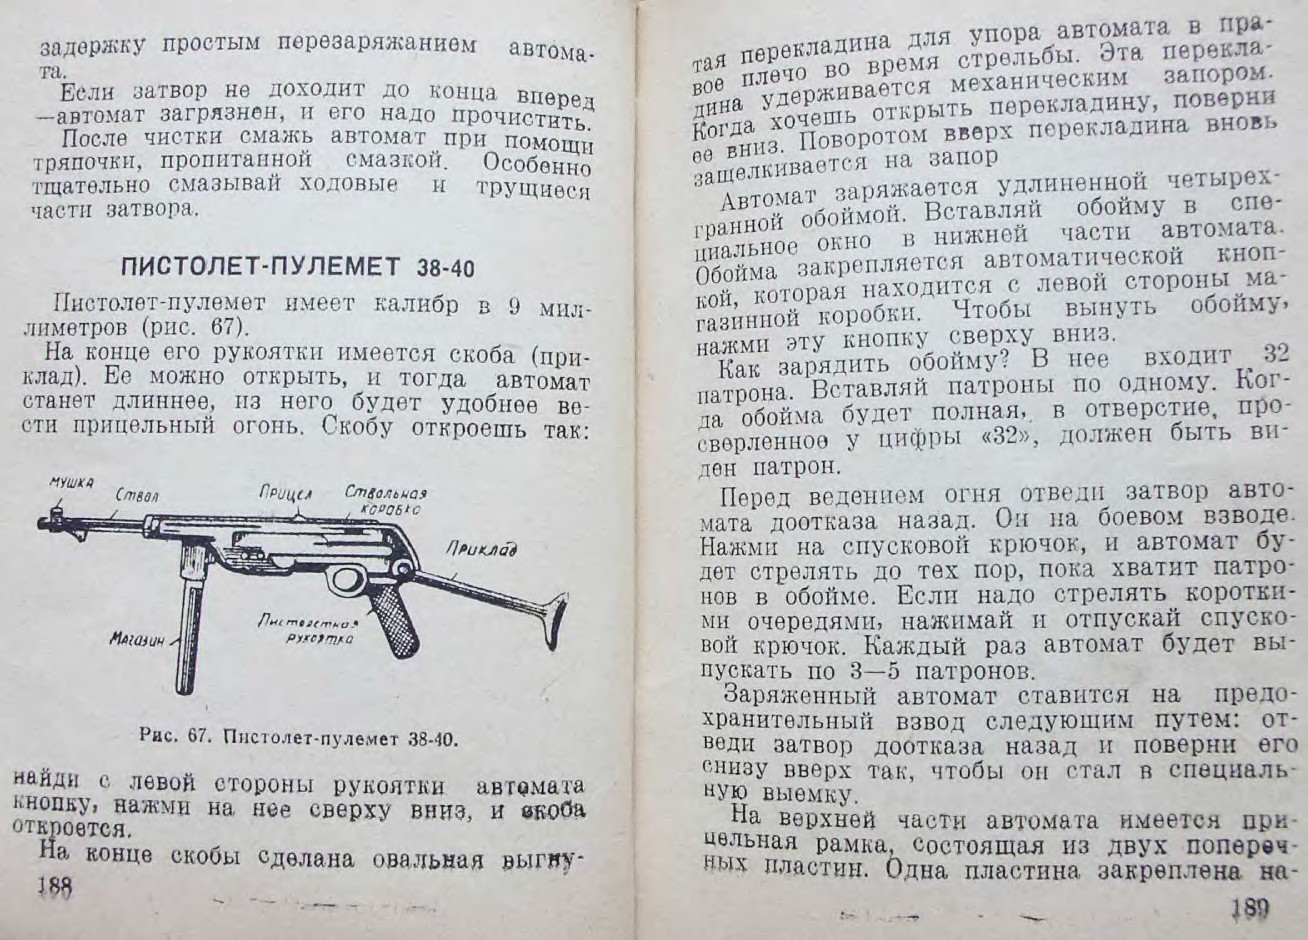 задержку простым перезаряжанием автома-
та.
Если затвор не доходит до конца вперед
—автомат загрязнен, и его надо прочистить.
После чистки смажь автомат при помощи
тряпочки, пропитанной смазкой. Особенно
тщательно смазывай ходовые и трущиеся
части затвора.
ПИСТОЛЕТ-ПУЛЕМЕТ 38-40
Пистолет-пулемет имеет калибр в 9 мил-
лиметров (рис. 67).
На конце его рукоятки имеется скоба (при-
клад). Ее можно открыть, и тогда автомат
станет длиннее, из него будет удобнее ве-
сти прицельный огонь. Скобу откроешь так:
мушка
Ствол
Прицел
Ствольная
коробка
Приклад
Пистолетная
рукоятка
Магазин
Рис. 67. Пистолет-пулемет 38-40.
найди с левой стороны рукоятки автомата
кнопку, нажми на нее сверху вниз, и скоба
откроется.
На конце скобы сделана овальная выгну-
188
тая перекладина для упора автомата в пра-
вое плечо во время стрельбы. Эта перекла-
дина удерживается механическим запором.
Когда хочешь открыть перекладину, поверни
ее вниз. Поворотом вверх перекладина вновь
защелкивается на запор
Автомат заряжается удлиненной четырех-
гранной обоймой. Вставляй обойму в спе-
циальное окно в нижней части автомата.
Обойма закрепляется автоматической кноп-
кой, которая находится с левой стороны ма-
газинной коробки. Чтобы вынуть обойму,
нажми эту кнопку сверху вниз.
Как зарядить обойму? В нее входит 32
патрона. Вставляй патроны по одному. Ког-
да обойма будет полная, в отверстие, про-
сверленное у цифры «32», должен быть ви-
ден патрон.
Перед ведением огня отведи затвор авто-
мата доотказа назад. Он на боевом взводе.
Нажми на спусковой крючок, и автомат бу-
дет стрелять до тех пор, пока хватит патро-
нов в обойме. Если надо стрелять коротки-
ми очередями, нажимай и отпускай спуско-
вой крючок. Каждый раз автомат будет вы-
пускать по 3—5 патронов.
Заряженный автомат ставится на предо-
хранительный взвод следующим путем: от-
веди затвор доотказа назад и поверни его
снизу вверх так, чтобы он стал в специаль-
ную выемку.
На верхней части автомата имеется при-
цельная рамка, состоящая из двух попереч-
ных пластин. Одна пластина закреплена на-
189